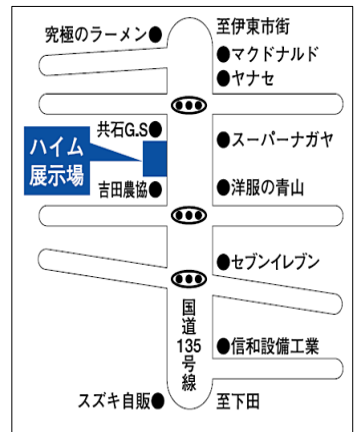 究極のラーメン
至伊東市街
マクドナルド
ヤナセ
共石G.S
ハイム
展示場
スーパーナガヤ
吉田農協
洋服の青山
セブンイレブン
国道135号線
信和設備工業
スズキ自販
至下田